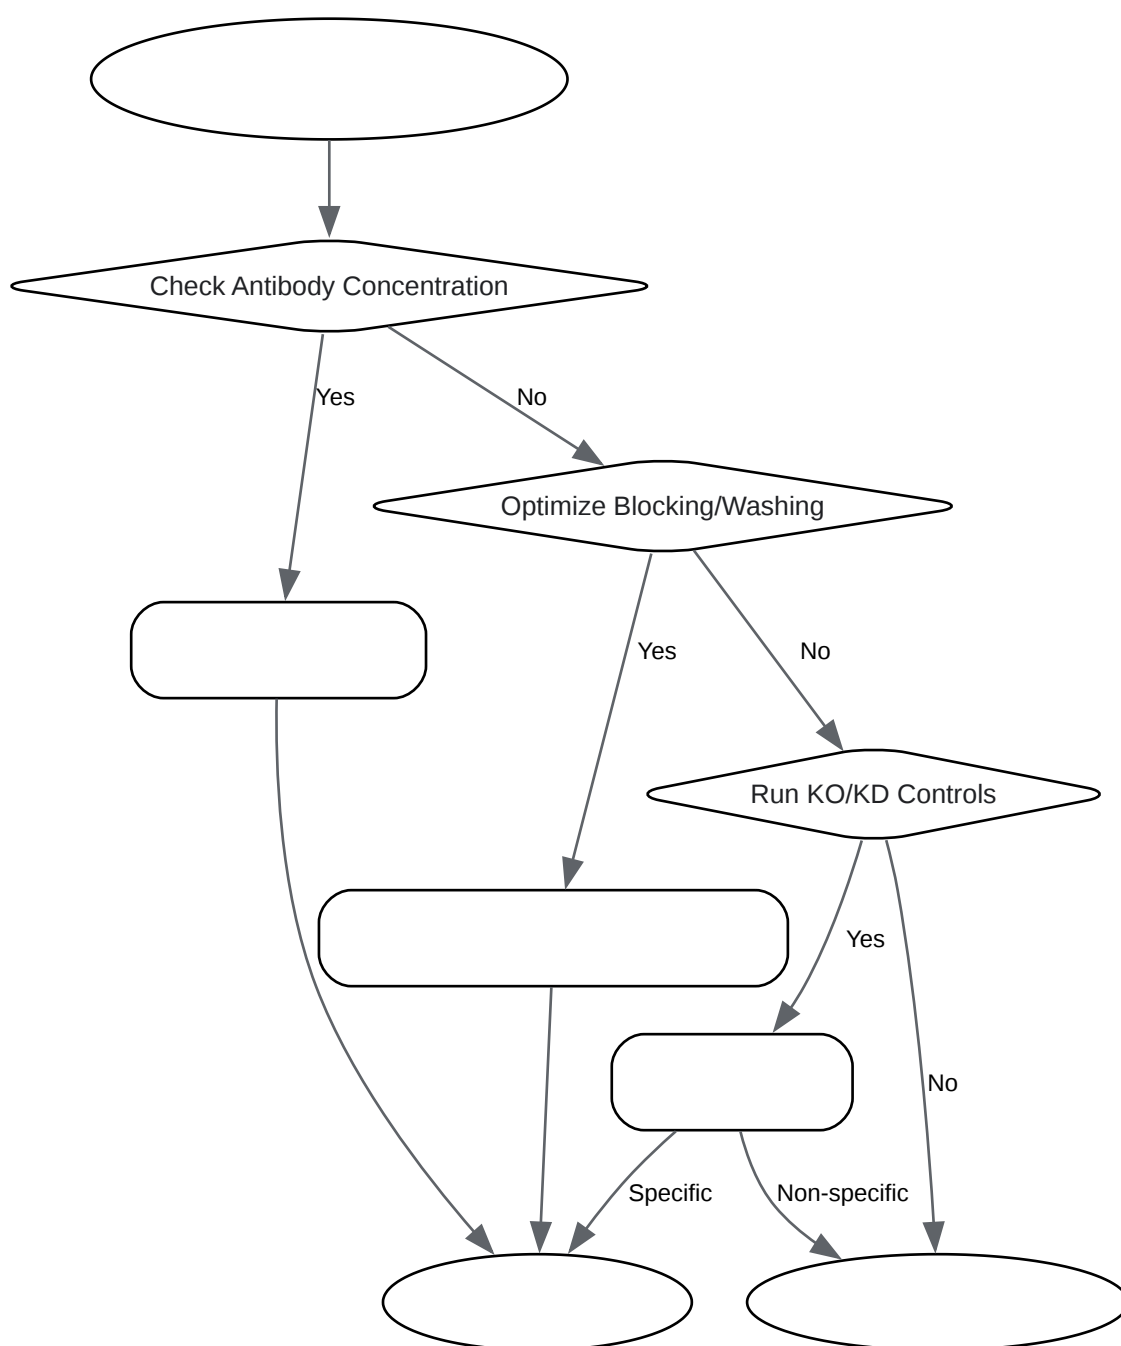 Check Antibody Concentration
Yes
No
Optimize Blocking/Washing
Yes
No
Run KO/KD Controls
Yes
No
Specific
Non-specific